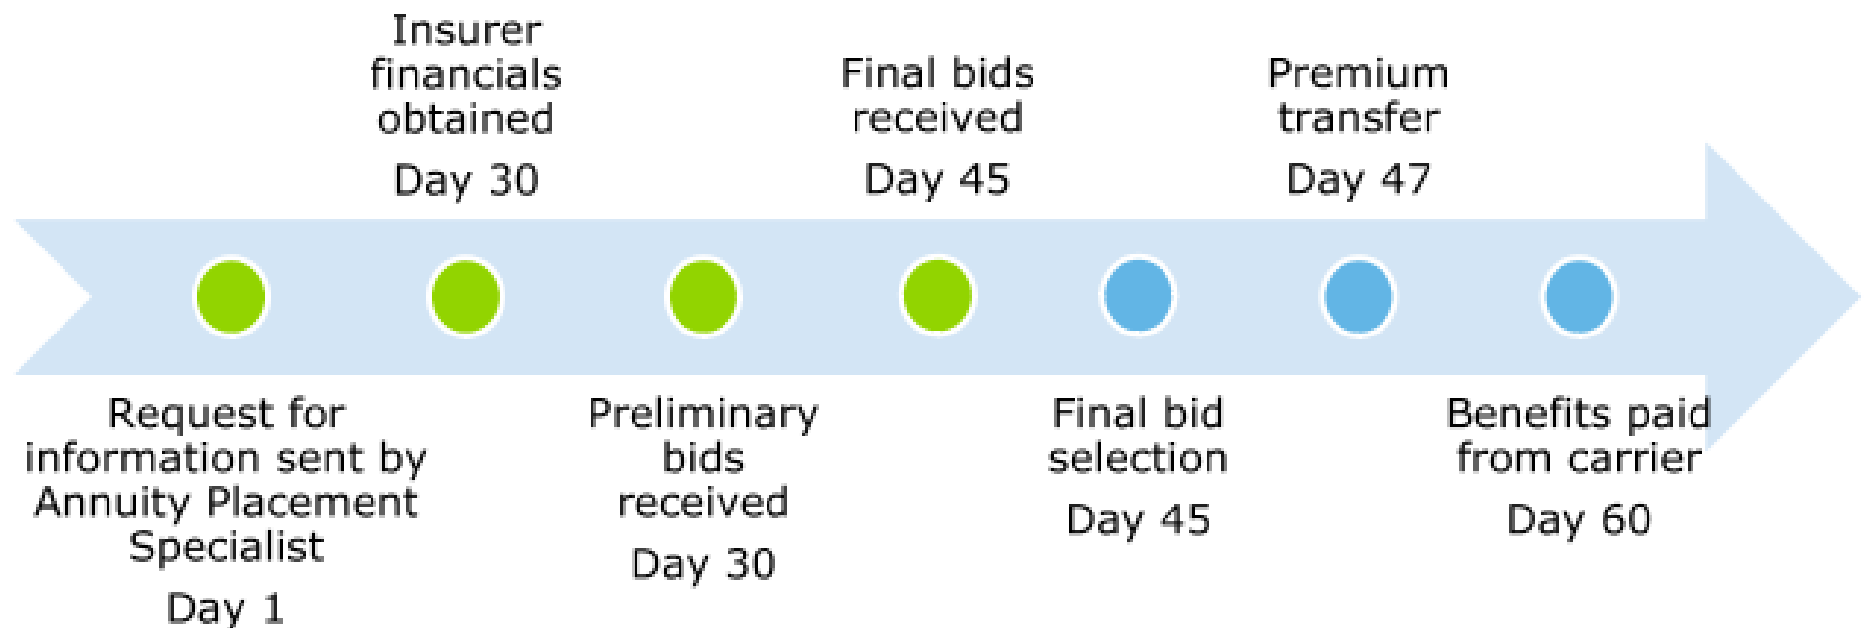 Request for
information sent by
Annuity Placement
Specialist
Day 1
Insurer
financials
obtained
Day 30
Preliminary
bids
received
Day 30
Final bids
received
Day 45
Final bid
selection
Day 45
Premium
transfer
Day 47
Benefits paid
from carrier
Day 60